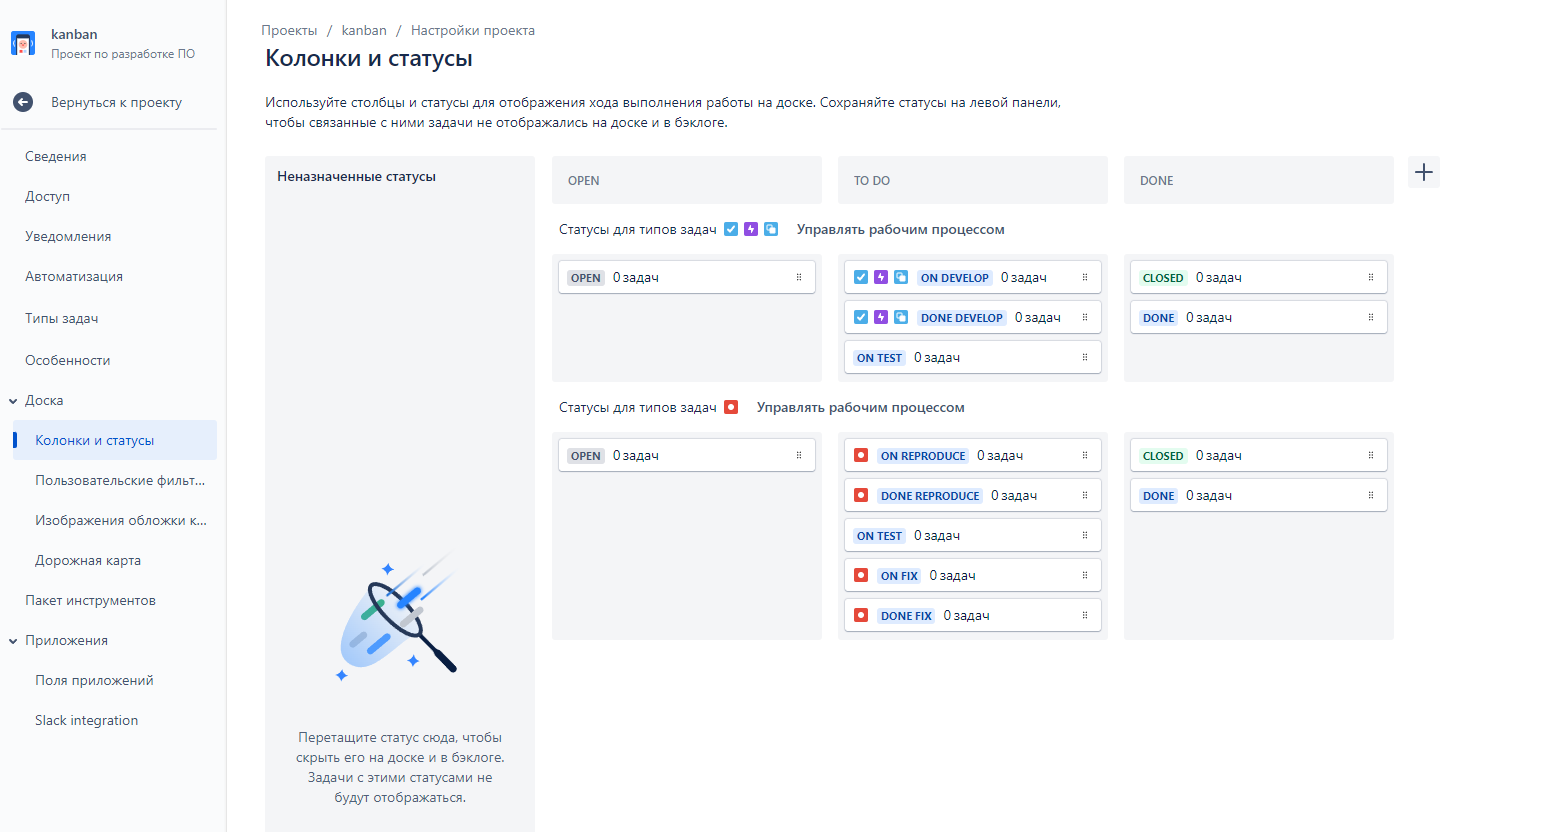 kanban
Проект по разработке ПО
Вернуться к проекту
Сведения
Доступ
Уведомления
Автоматизация
Типы задач
Особенности
Доска
Колонки и статусы
Пользовательские фильт...
Изображения обложки к...
Дорожная карта
Пакет инструментов
Приложения
Поля приложений
Slack integration
Проекты / kanban / Настройки проекта
Колонки и статусы
Используйте столбцы и статусы для отображения хода выполнения работы на доске. Сохраняйте статусы на левой панели,
чтобы связанные с ними задачи не отображались на доске и в бэклоге.
Неназначенные статусы
Перетащите статус сюда, чтобы
скрыть его на доске и в бэклоге.
Задачи с этими статусами не
будут отображаться.
OPEN
TO DO
DONE
Статусы для типов задач Управлять рабочим процессом
OPEN 0 задач
ON DEVELOP 0 задач
DONE DEVELOP 0 задач
ON TEST 0 задач
CLOSED 0 задач
DONE 0 задач
Статусы для типов задач Управлять рабочим процессом
OPEN 0 задач
ON REPRODUCE 0 задач
DONE REPRODUCE 0 задач
ON TEST 0 задач
ON FIX 0 задач
DONE FIX 0 задач
CLOSED 0 задач
DONE 0 задач